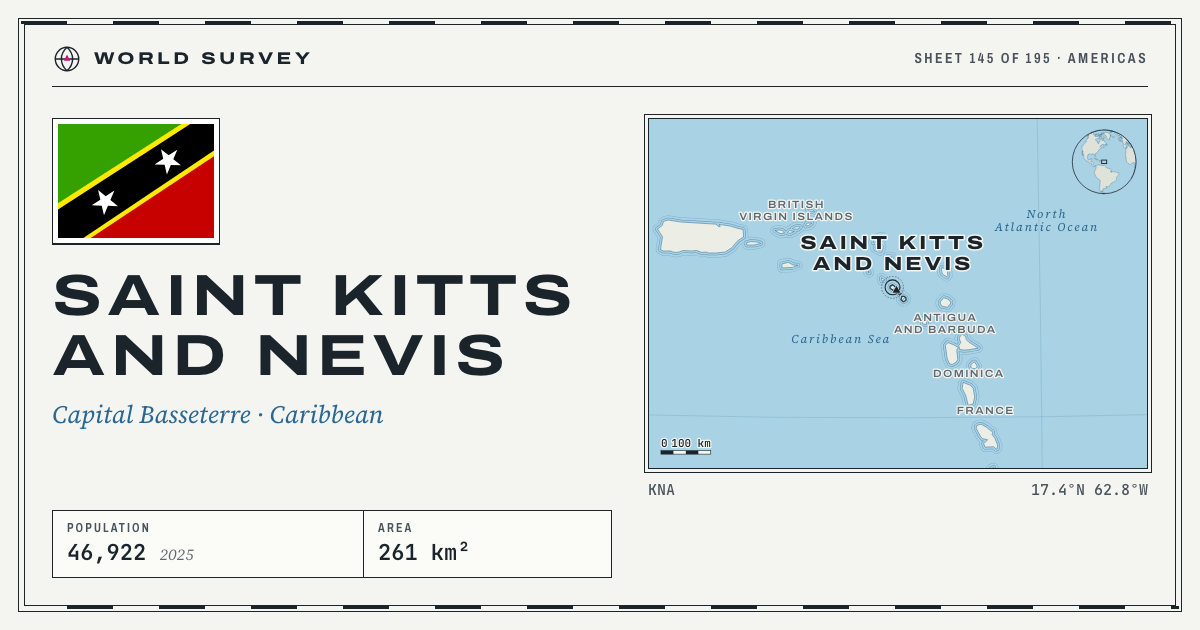 WORLD SURVEY
SHEET 145 OF 195 · AMERICAS
SAINT KITTS
AND NEVIS
Capital Basseterre · Caribbean
POPULATION
46,922 2025
AREA
261 km²
BRITISH
VIRGIN ISLANDS
North
Atlantic Ocean
SAINT KITTS
AND NEVIS
ANTIGUA
AND BARBUDA
Caribbean Sea
DOMINICA
FRANCE
0 100 km
KNA
17.4°N 62.8°W